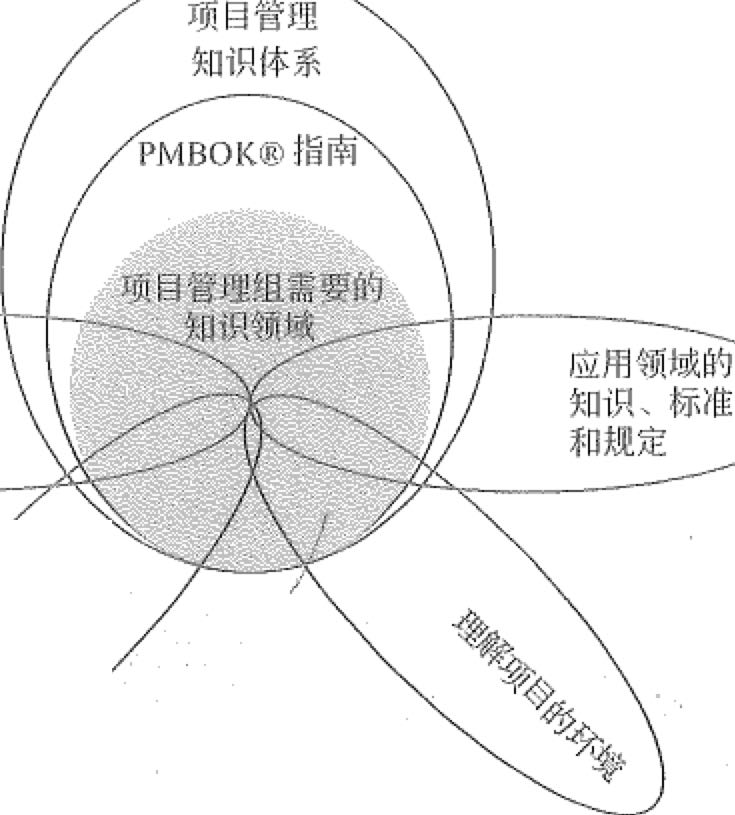 项目管理
知识体系
PMBOK® 指南
项目管理组需要的
知识领域
应用领域的
知识、标准
和规定
理解项目的环境